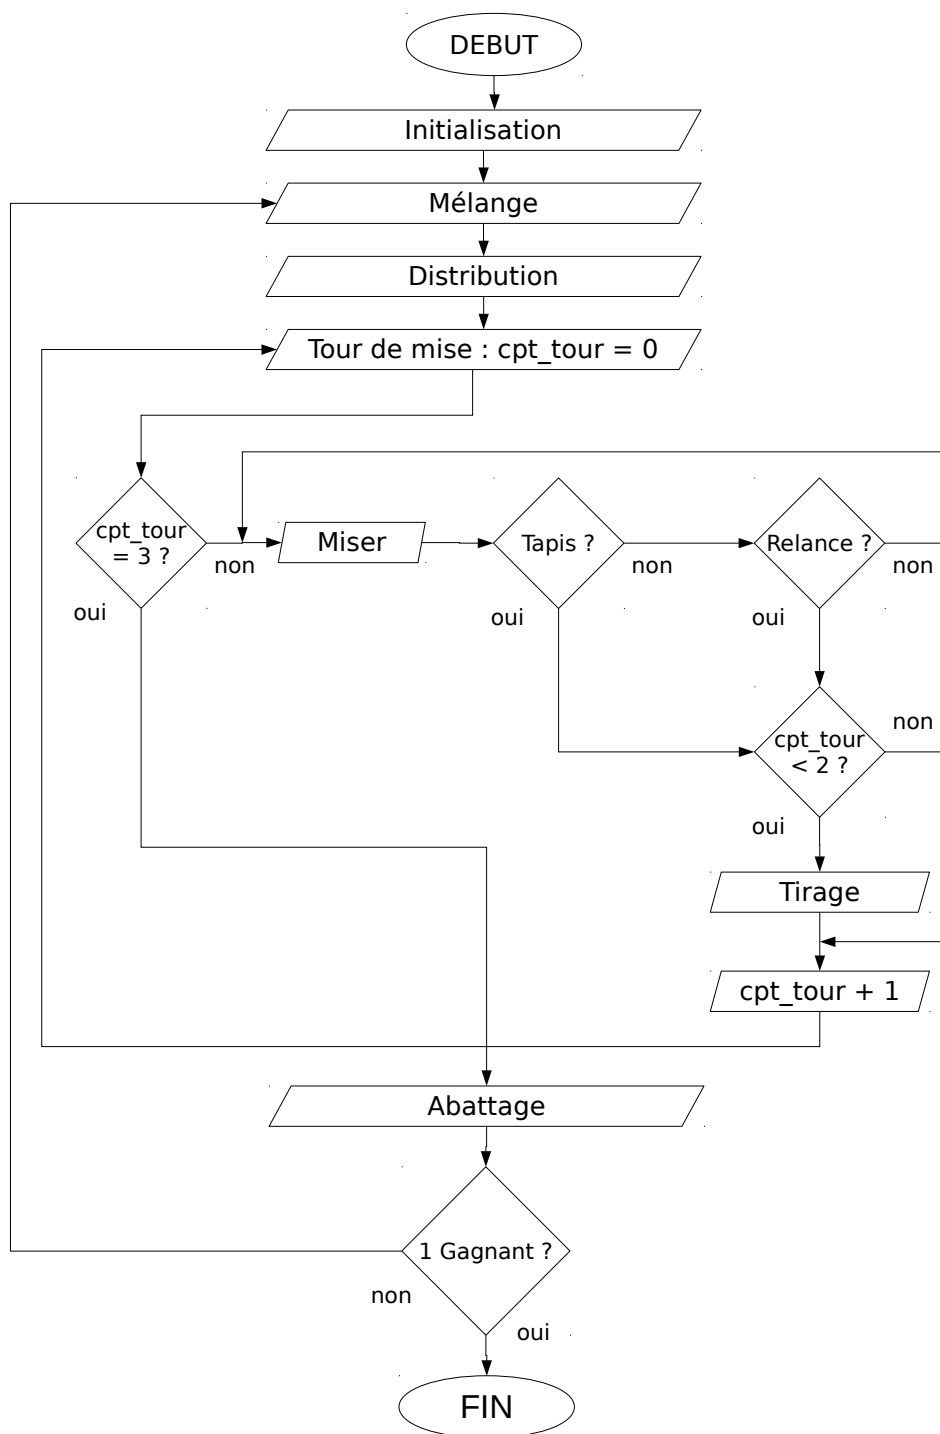 DEBUT
Initialisation
Mélange
Distribution
Tour de mise : cpt_tour = 0
cpt_tour
= 3 ?
non
oui
Miser
Tapis ?
non
oui
Relance ?
non
oui
cpt_tour
< 2 ?
non
oui
Tirage
cpt_tour + 1
Abattage
1 Gagnant ?
non
oui
FIN